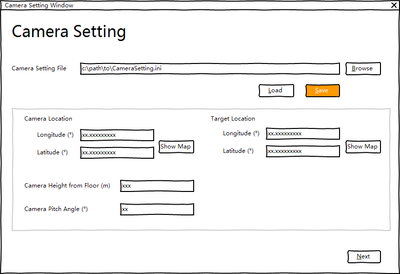 Camera Setting Window
Camera Setting
Camera Setting File
c\path\to\CameraSetting.ini
Browse
Load
Save
Camera Location
Target Location
Longitude (°)
xx.xxxxxxxxx
Latitude (°)
xx.xxxxxxxxx
Show Map
Longitude (°)
xx.xxxxxxxxx
Latitude (°)
xx.xxxxxxxxx
Show Map
Camera Height from Floor (m)
xxx
Camera Pitch Angle (°)
xx
Next